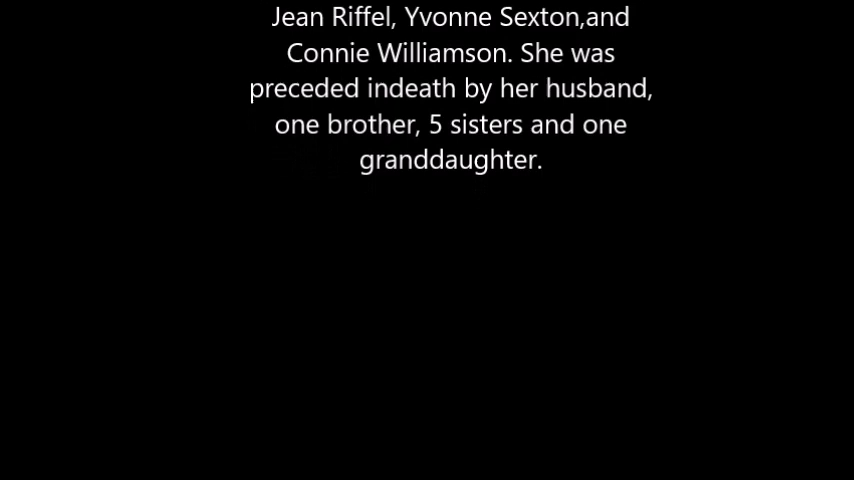 Jean Riffel, Yvonne Sexton,and
Connie Williamson. She was
preceded indeath by her husband,
one brother, 5 sisters and one
granddaughter.